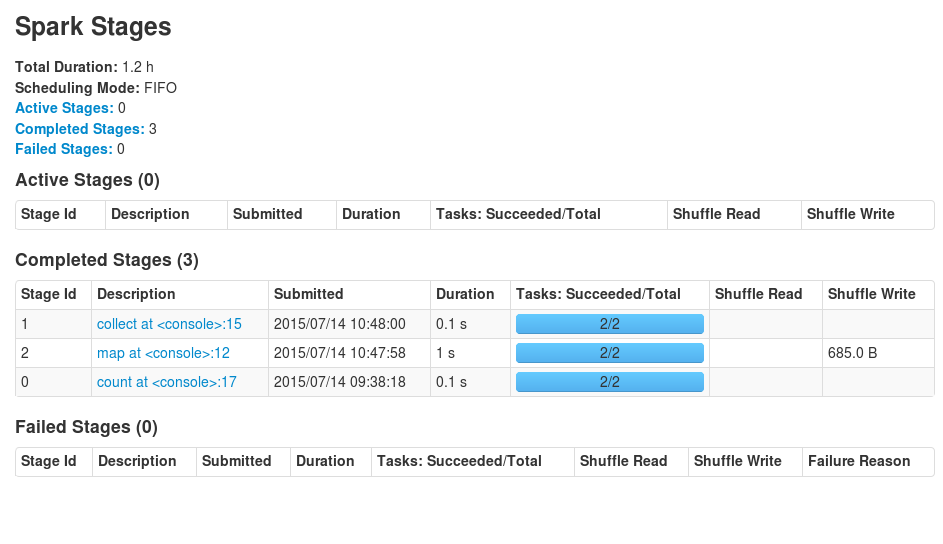 Spark Stages
Total Duration: 1.2 h
Scheduling Mode: FIFO
Active Stages: 0
Completed Stages: 3
Failed Stages: 0
Active Stages (0)
Stage Id Description Submitted Duration Tasks: Succeeded/Total Shuffle Read Shuffle Write
Completed Stages (3)
Stage Id Description Submitted Duration Tasks: Succeeded/Total Shuffle Read Shuffle Write
1 collect at <console>:15 2015/07/14 10:48:00 0.1 s 2/2
2 map at <console>:12 2015/07/14 10:47:58 1 s 2/2 685.0 B
0 count at <console>:17 2015/07/14 09:38:18 0.1 s 2/2
Failed Stages (0)
Stage Id Description Submitted Duration Tasks: Succeeded/Total Shuffle Read Shuffle Write Failure Reason